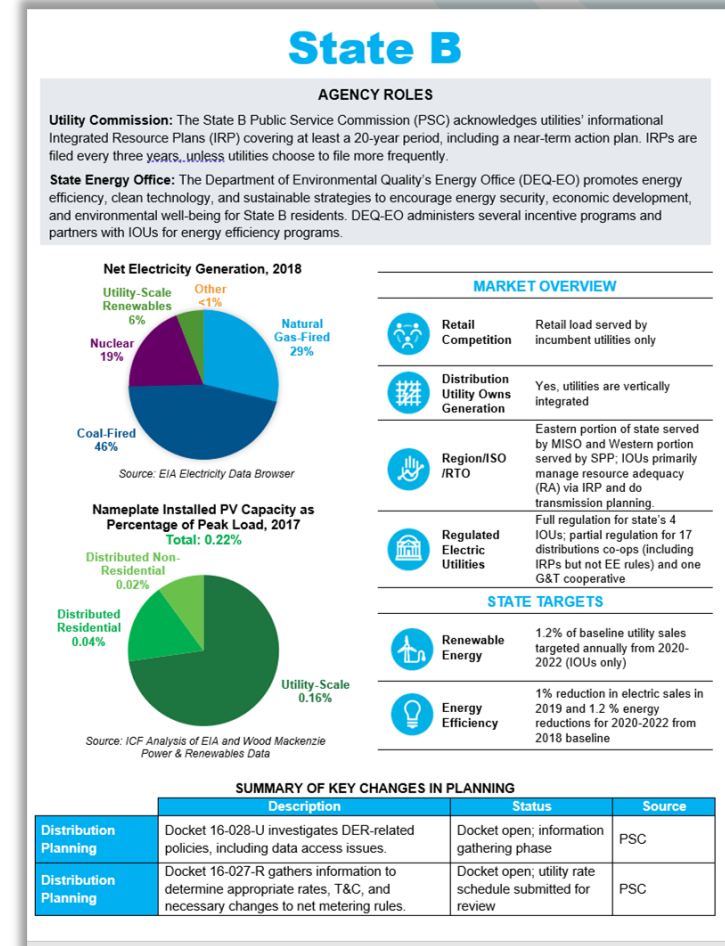 State B
AGENCY ROLES
Utility Commission: The State B Public Service Commission (PSC) acknowledges utilities’ informational
Integrated Resource Plans (IRP) covering at least a 20-year period, including a near-term action plan. IRPs are
filed every three years, unless utilities choose to file more frequently.
State Energy Office: The Department of Environmental Quality’s Energy Office (DEQ-EO) promotes energy
efficiency, clean technology, and sustainable strategies to encourage energy security, economic development,
and environmental well-being for State B residents. DEQ-EO administers several incentive programs and
partners with IOUs for energy efficiency programs.
Net Electricity Generation, 2018
Utility-Scale
Renewables
6%
Other
<1%
Natural
Gas-Fired
29%
Nuclear
19%
Coal-Fired
46%
Source: EIA Electricity Data Browser
Nameplate Installed PV Capacity as
Percentage of Peak Load, 2017
Total: 0.22%
Distributed Non-
Residential
0.02%
Distributed
Residential
0.04%
Utility-Scale
0.16%
Source: ICF Analysis of EIA and Wood Mackenzie
Power & Renewables Data
MARKET OVERVIEW
Retail
Competition
Retail load served by
incumbent utilities only
Distribution
Utility Owns
Generation
Yes, utilities are vertically
integrated
Region/ISO
/RTO
Eastern portion of state served
by MISO and Western portion
served by SPP; IOUs primarily
manage resource adequacy
(RA) via IRP and do
transmission planning.
Regulated
Electric
Utilities
Full regulation for state’s 4
IOUs; partial regulation for 17
distributions co-ops (including
IRPs but not EE rules) and one
G&T cooperative
STATE TARGETS
Renewable
Energy
1.2% of baseline utility sales
targeted annually from 2020-
2022 (IOUs only)
Energy
Efficiency
1% reduction in electric sales in
2019 and 1.2 % energy
reductions for 2020-2022 from
2018 baseline
SUMMARY OF KEY CHANGES IN PLANNING
Description
Status
Source
Distribution
Planning
Docket 16-028-U investigates DER-related
policies, including data access issues.
Docket open; information
gathering phase
PSC
Distribution
Planning
Docket 16-027-R gathers information to
determine appropriate rates, T&C, and
necessary changes to net metering rules.
Docket open; utility rate
schedule submitted for
review
PSC